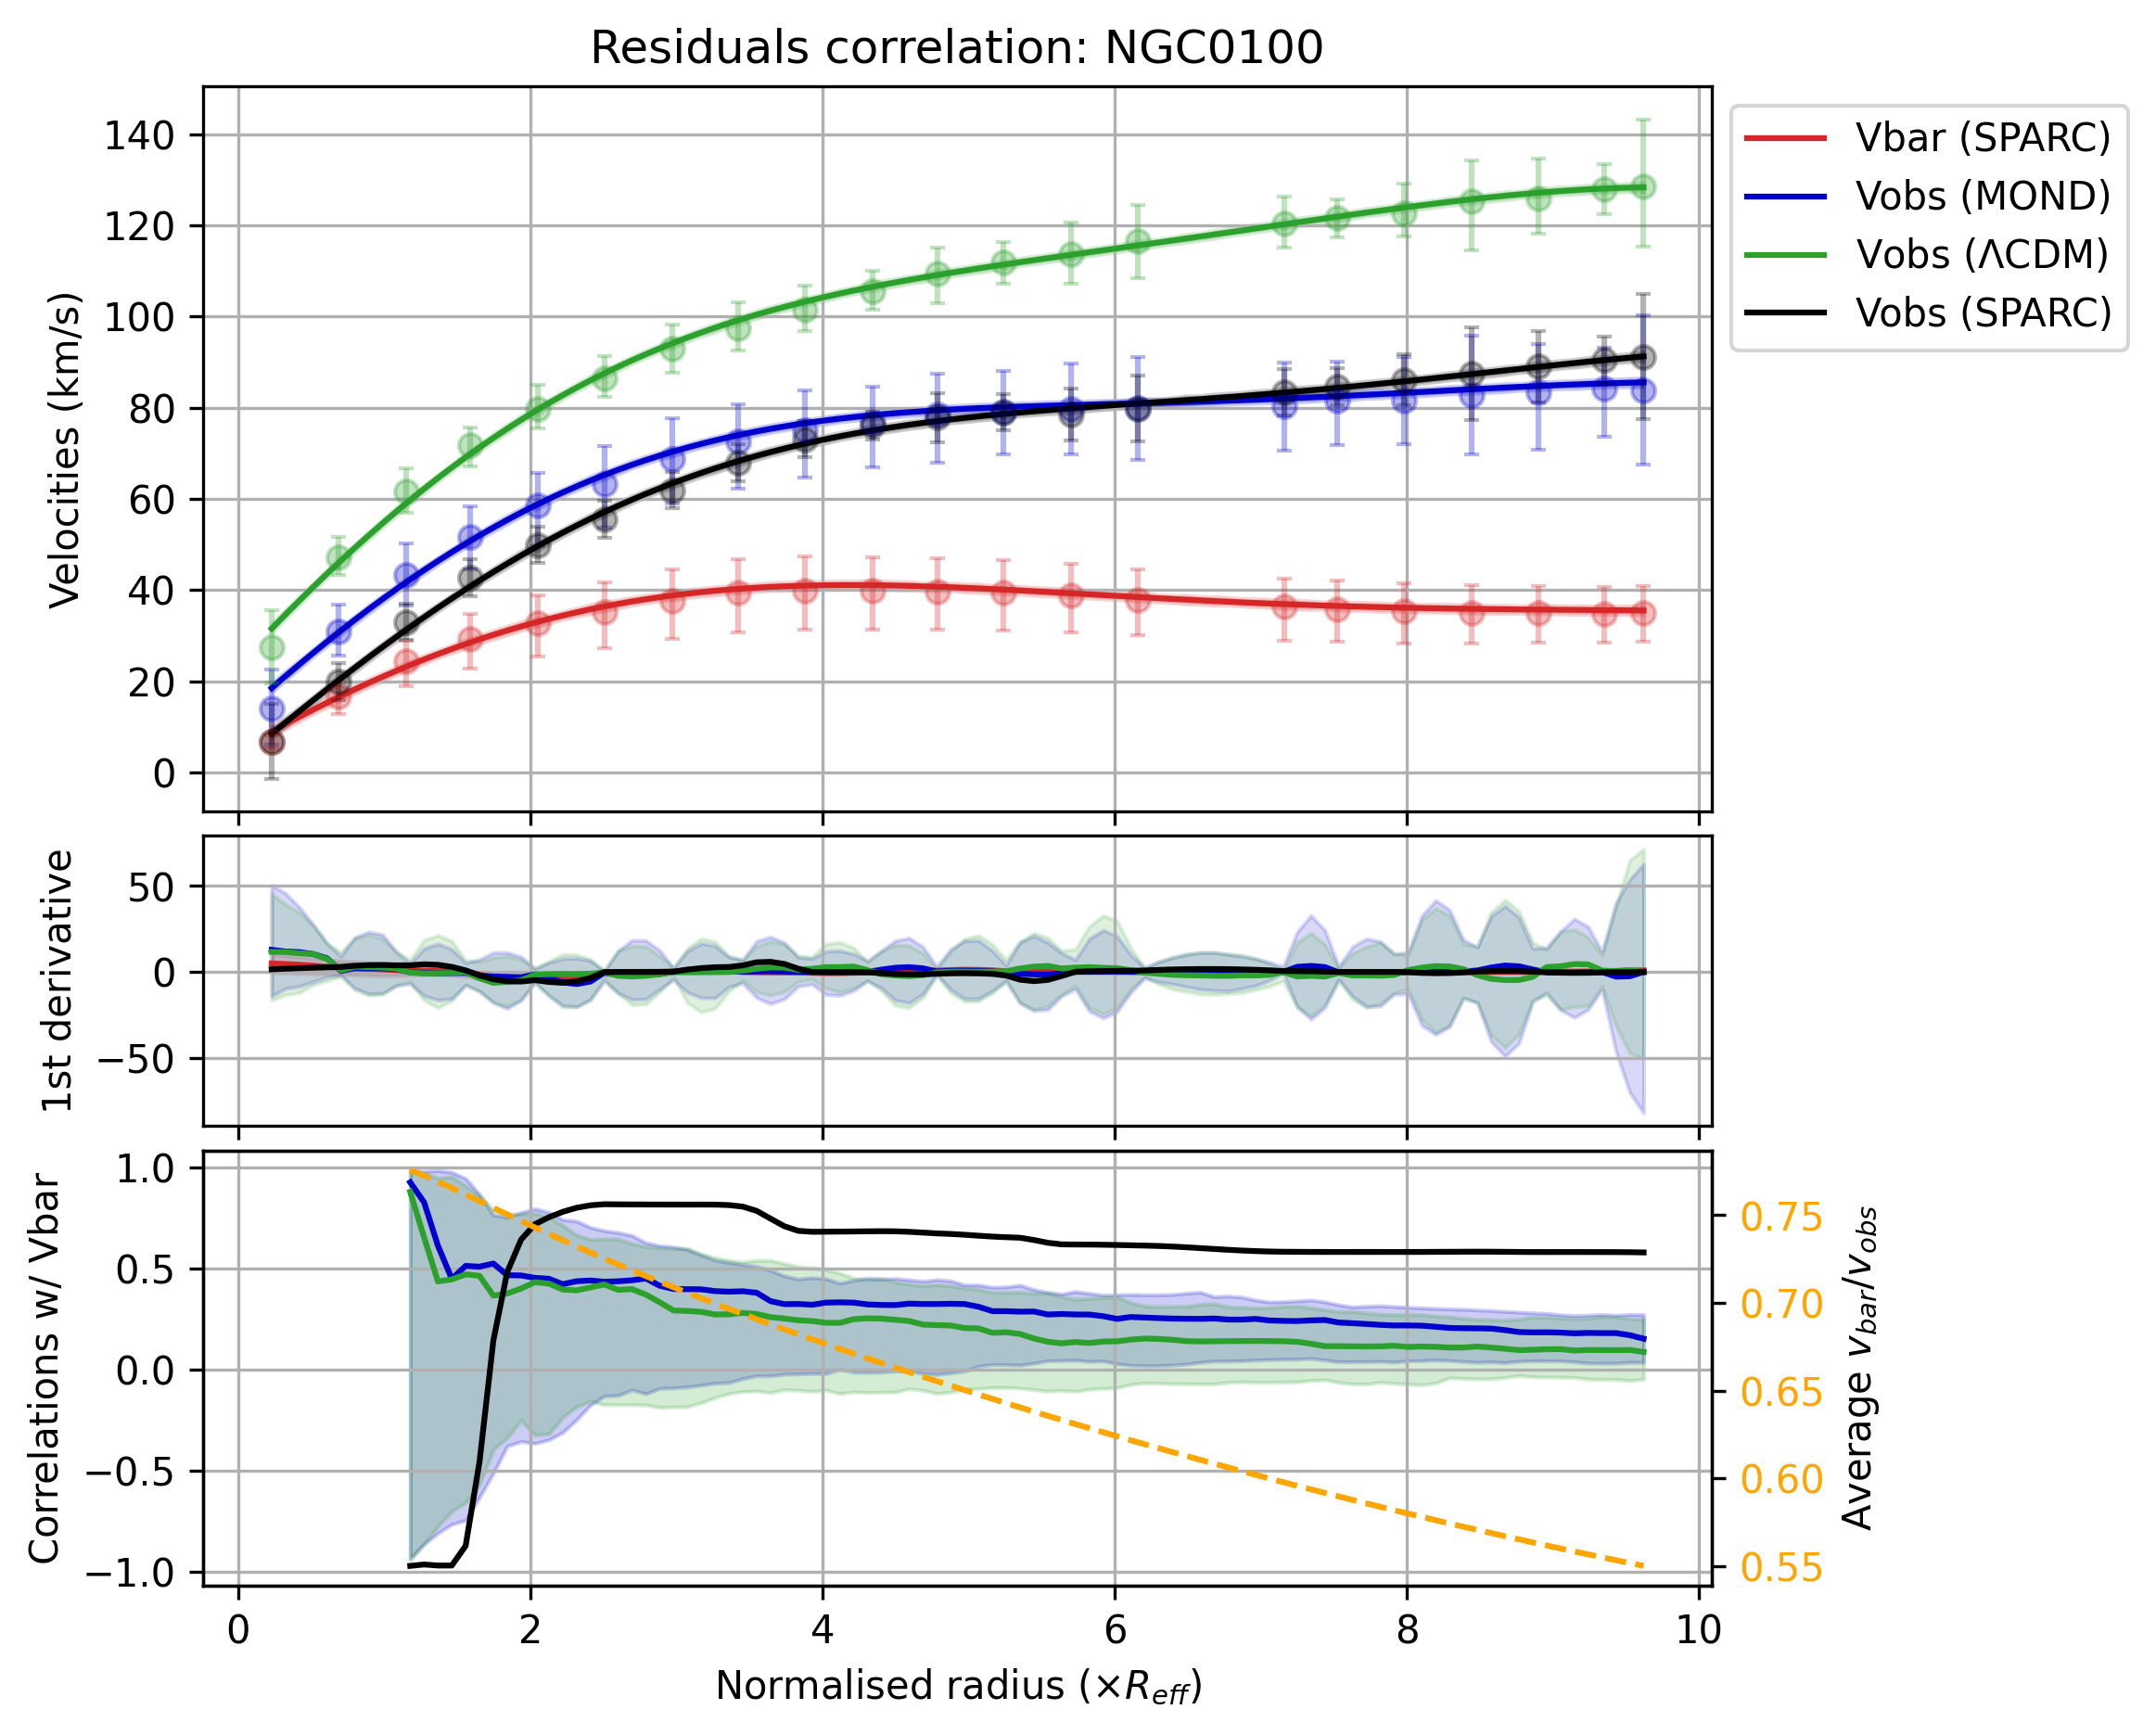 Residuals correlation: NGC0100
Velocities (km/s)
140
120
100
80
60
40
20
0
Vbar (SPARC)
Vobs (MOND)
Vobs (ΛCDM)
Vobs (SPARC)
1st derivative
50
0
−50
Correlations w/ Vbar
1.0
0.5
0.0
−0.5
−1.0
0.75
0.70
0.65
0.60
0.55
Average v_bar/v_obs
0 2 4 6 8 10
Normalised radius (×R_eff)